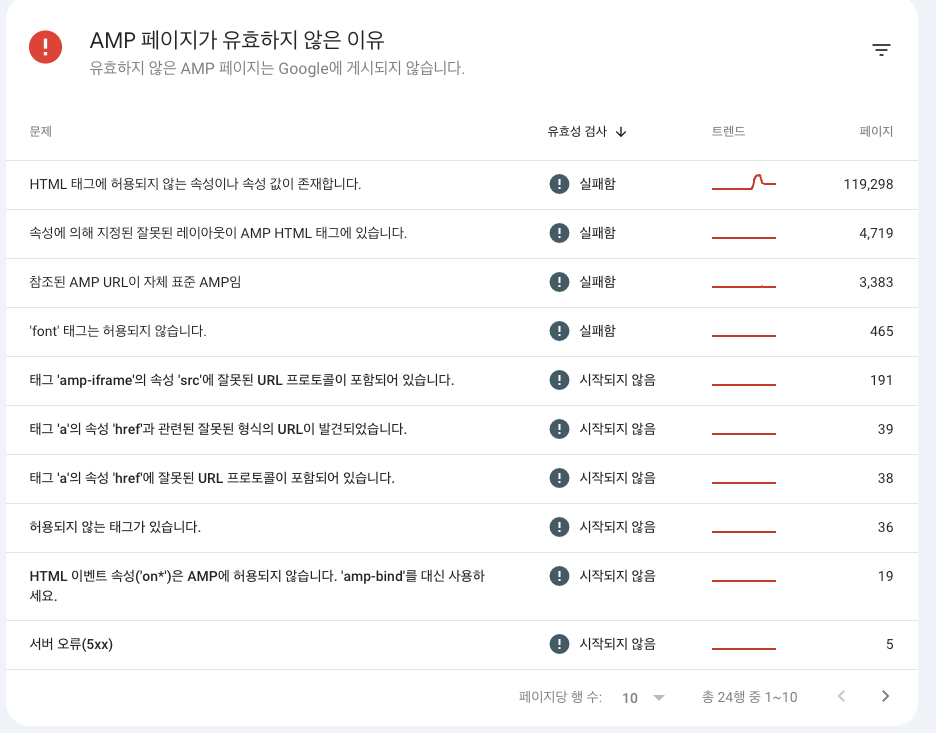 AMP 페이지가 유효하지 않은 이유
유효하지 않은 AMP 페이지는 Google에 게시되지 않습니다.
문제 유효성 검사 트렌드 페이지
HTML 태그에 허용되지 않는 속성이나 속성 값이 존재합니다. 실패함 119,298
속성에 의해 지정된 잘못된 레이아웃이 AMP HTML 태그에 있습니다. 실패함 4,719
참조된 AMP URL이 자체 표준 AMP임 실패함 3,383
'font' 태그는 허용되지 않습니다. 실패함 465
태그 'amp-iframe'의 속성 'src'에 잘못된 URL 프로토콜이 포함되어 있습니다. 시작되지 않음 191
태그 'a'의 속성 'href'과 관련된 잘못된 형식의 URL이 발견되었습니다. 시작되지 않음 39
태그 'a'의 속성 'href'에 잘못된 URL 프로토콜이 포함되어 있습니다. 시작되지 않음 38
허용되지 않는 태그가 있습니다. 시작되지 않음 36
HTML 이벤트 속성('on*')은 AMP에 허용되지 않습니다. 'amp-bind'를 대신 사용하 시작되지 않음 19
세요.
서버 오류(5xx) 시작되지 않음 5
페이지당 행 수: 10 총 24행 중 1~10